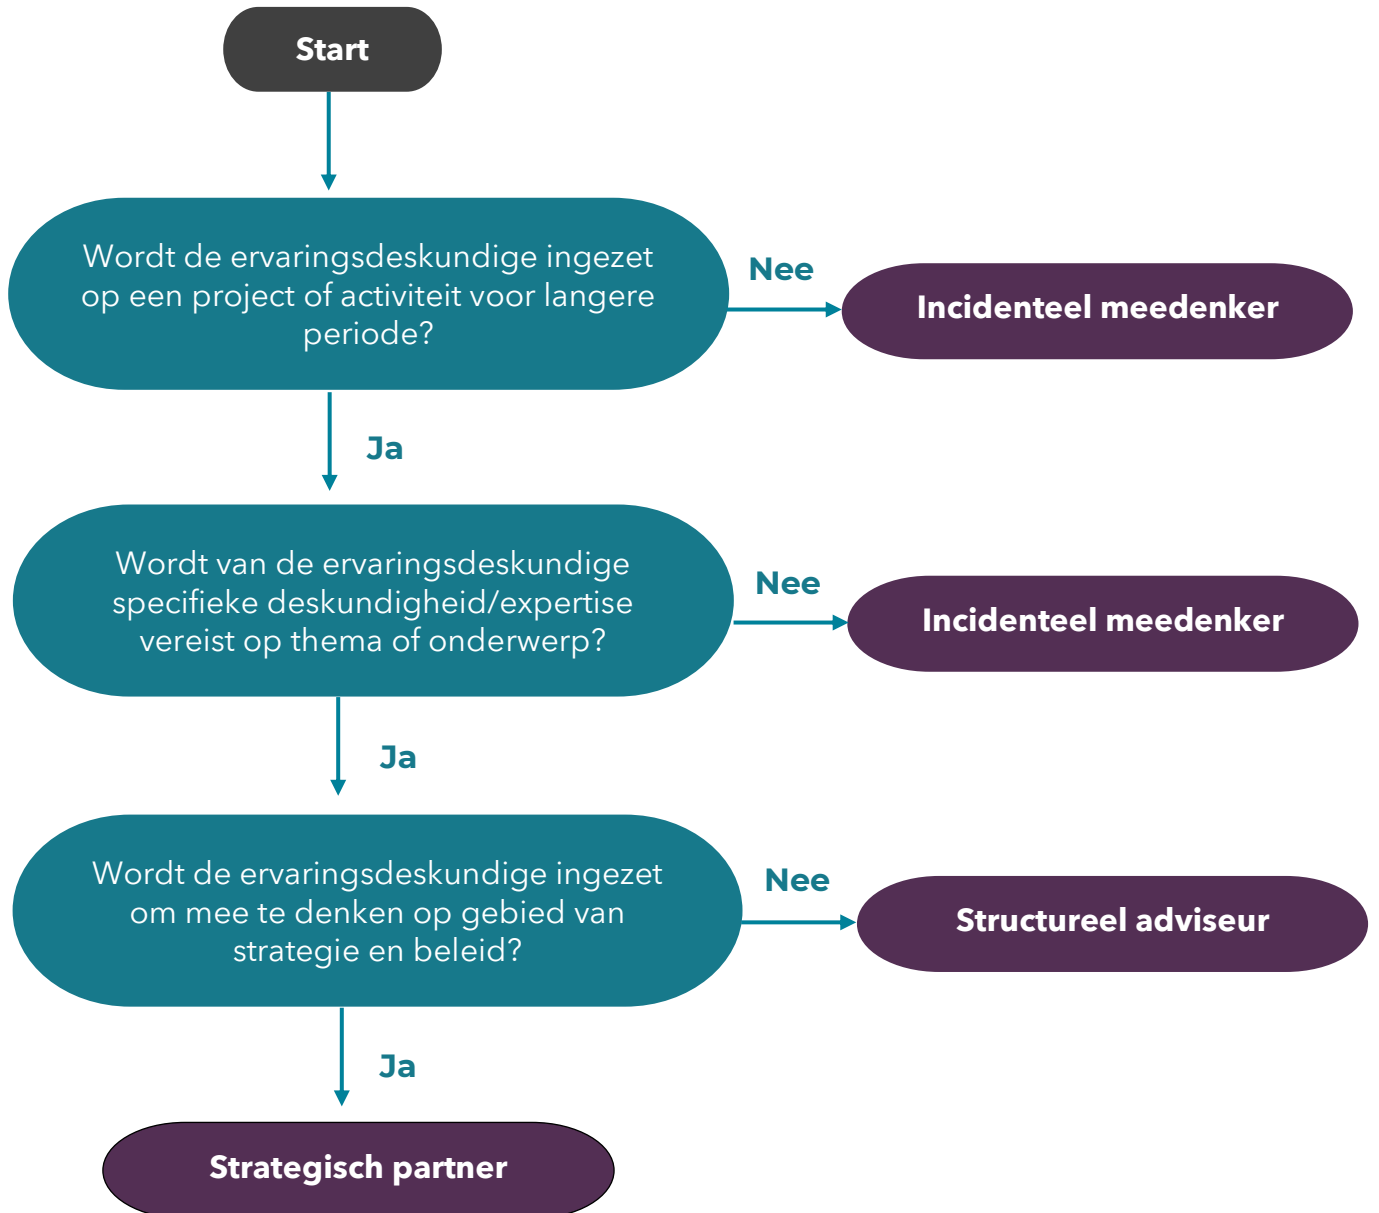 Start
Wordt de ervaringsdeskundige ingezet
op een project of activiteit voor langere
periode?
Nee
Incidenteel meedenker
Ja
Wordt van de ervaringsdeskundige
specifieke deskundigheid/expertise
vereist op thema of onderwerp?
Nee
Incidenteel meedenker
Ja
Wordt de ervaringsdeskundige ingezet
om mee te denken op gebied van
strategie en beleid?
Nee
Structureel adviseur
Ja
Strategisch partner